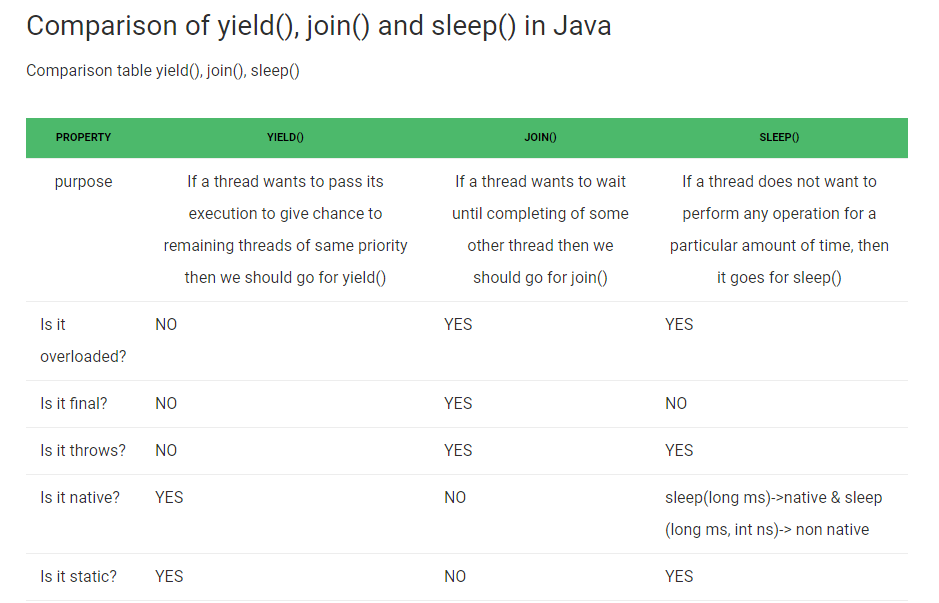 Comparison of yield(), join() and sleep() in Java
Comparison table yield(), join(), sleep()
PROPERTY YIELD() JOIN() SLEEP()
purpose If a thread wants to pass its If a thread wants to wait If a thread does not want to
execution to give chance to until completing of some perform any operation for a
remaining threads of same priority other thread then we particular amount of time, then
then we should go for yield() should go for join() it goes for sleep()
Is it NO YES YES
overloaded?
Is it final? NO YES NO
Is it throws? NO YES YES
Is it native? YES NO sleep(long ms)->native & sleep
(long ms, int ns)-> non native
Is it static? YES NO YES